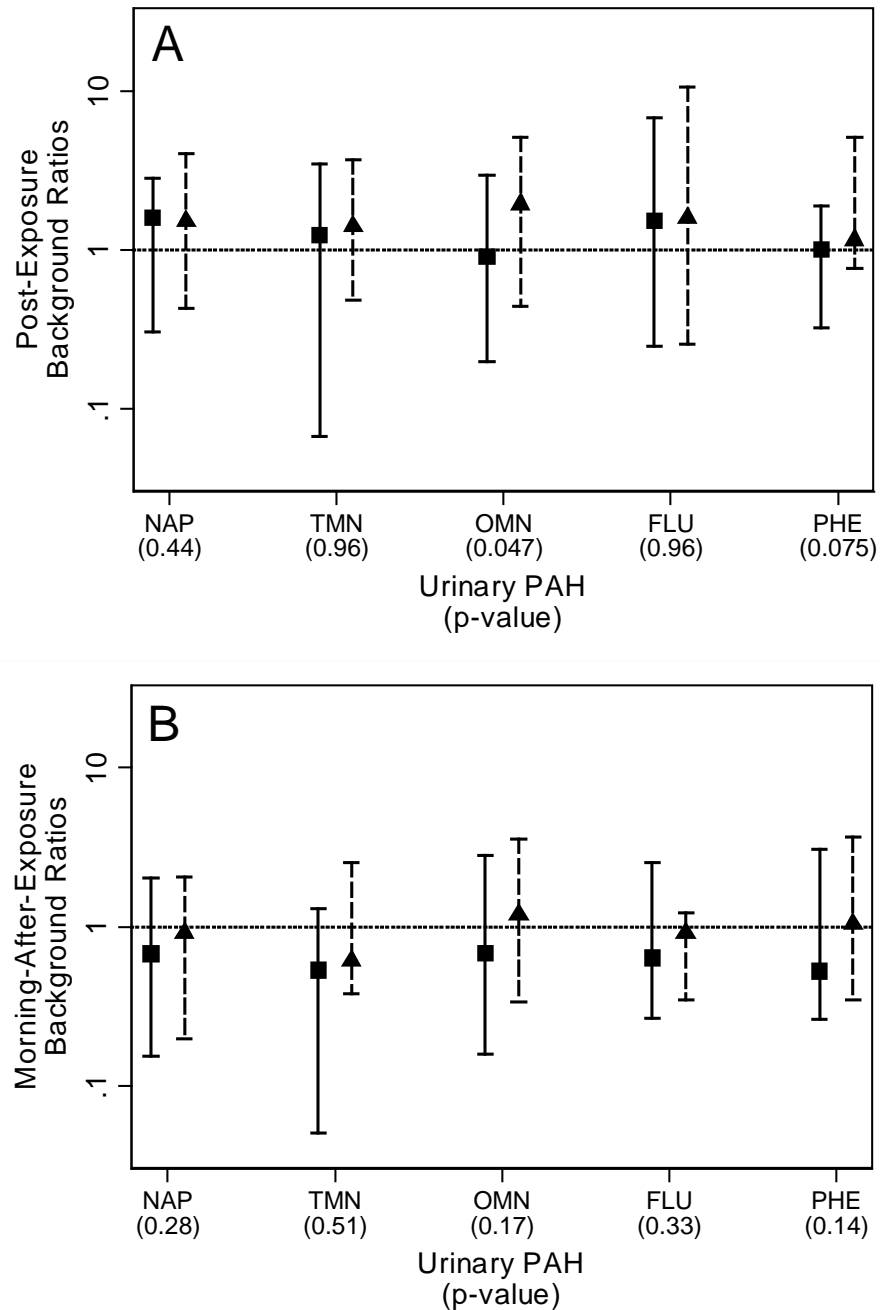 A
Post-Exposure
Background Ratios
10
1
.1
NAP TMN OMN FLU PHE
(0.44) (0.96) (0.047) (0.96) (0.075)
Urinary PAH
(p-value)
B
Morning-After-Exposure
Background Ratios
10
1
.1
NAP TMN OMN FLU PHE
(0.28) (0.51) (0.17) (0.33) (0.14)
Urinary PAH
(p-value)